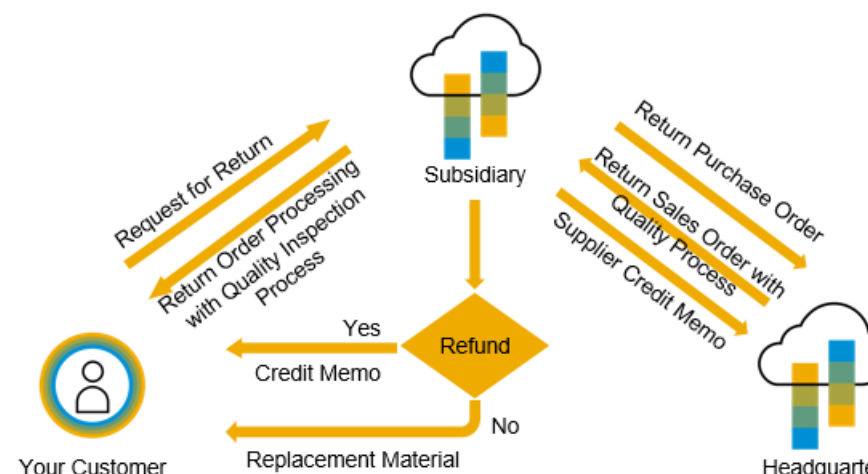 Subsidiary
Request for Return
Return Order Processing
with Quality Inspection
Process
Return Purchase Order
Return Sales Order with
Quality Process
Supplier Credit Memo
Refund
Yes
Credit Memo
No
Replacement Material
Your Customer
Headquarte